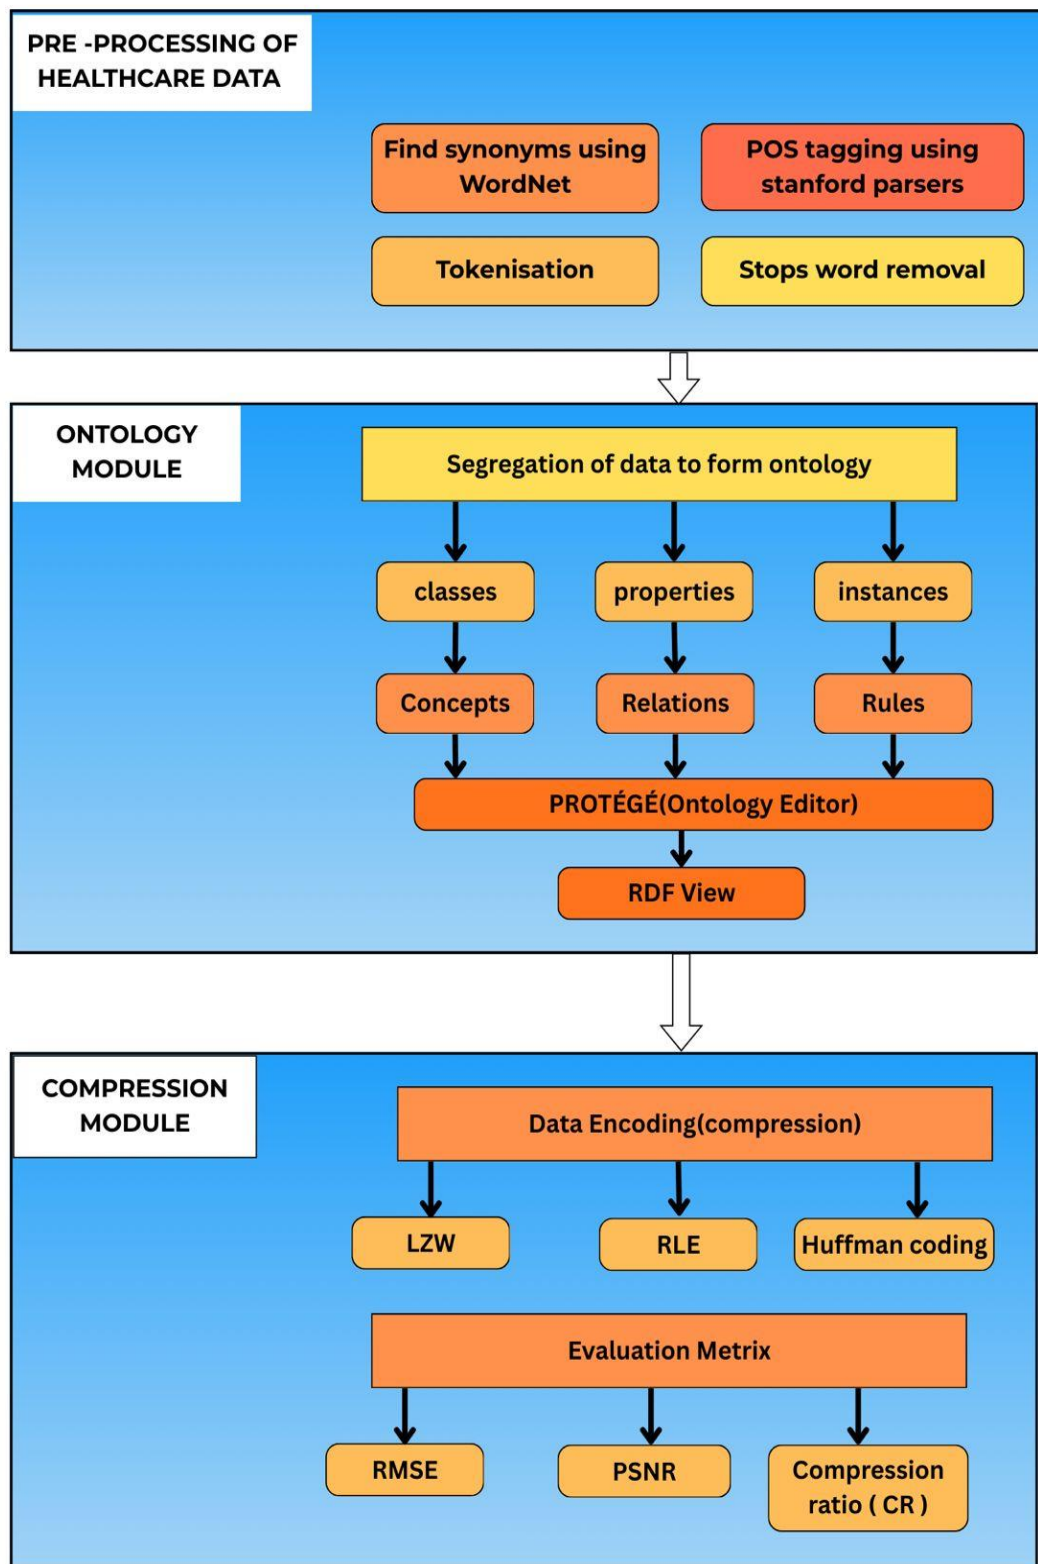 PRE -PROCESSING OF
HEALTHCARE DATA
Find synonyms using
WordNet
POS tagging using
stanford parsers
Tokenisation
Stops word removal
ONTOLOGY
MODULE
Segregation of data to form ontology
classes
properties
instances
Concepts
Relations
Rules
PROTÉGÉ(Ontology Editor)
RDF View
COMPRESSION
MODULE
Data Encoding(compression)
LZW
RLE
Huffman coding
Evaluation Metrix
RMSE
PSNR
Compression
ratio ( CR )